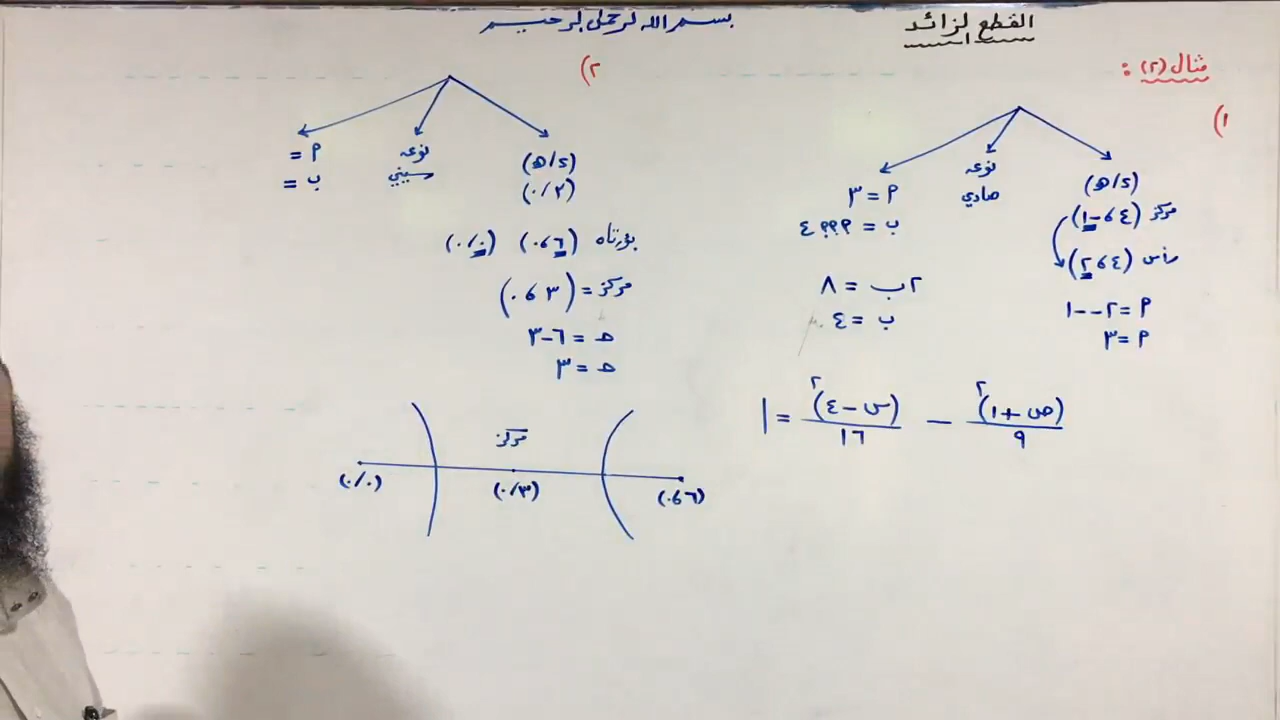 بسم الله الرحمن الرحيم
القطع الزائد
مثال (٢) :
١)
(د/هـ)
نوعه
صادي
مركز (٤، -١)
رأس (٤، ٢)
م = ٢ - - ١
م = ٣
م = ٣
ب = ؟؟؟ ٤
٢ب = ٨
ب = ٤
(ص + ١)^٢ / ٩ - (س - ٤)^٢ / ١٦ = ١
٢)
(د/هـ)
(٣/٠)
نوعه
سيني
م =
ب =
بؤرتاه (٦، ٠) (٠/٠)
مركز = (٣، ٠)
هـ = ٦ - ٣
هـ = ٣
مركز
(٠/٠)
(٣/٠)
(٦، ٠)